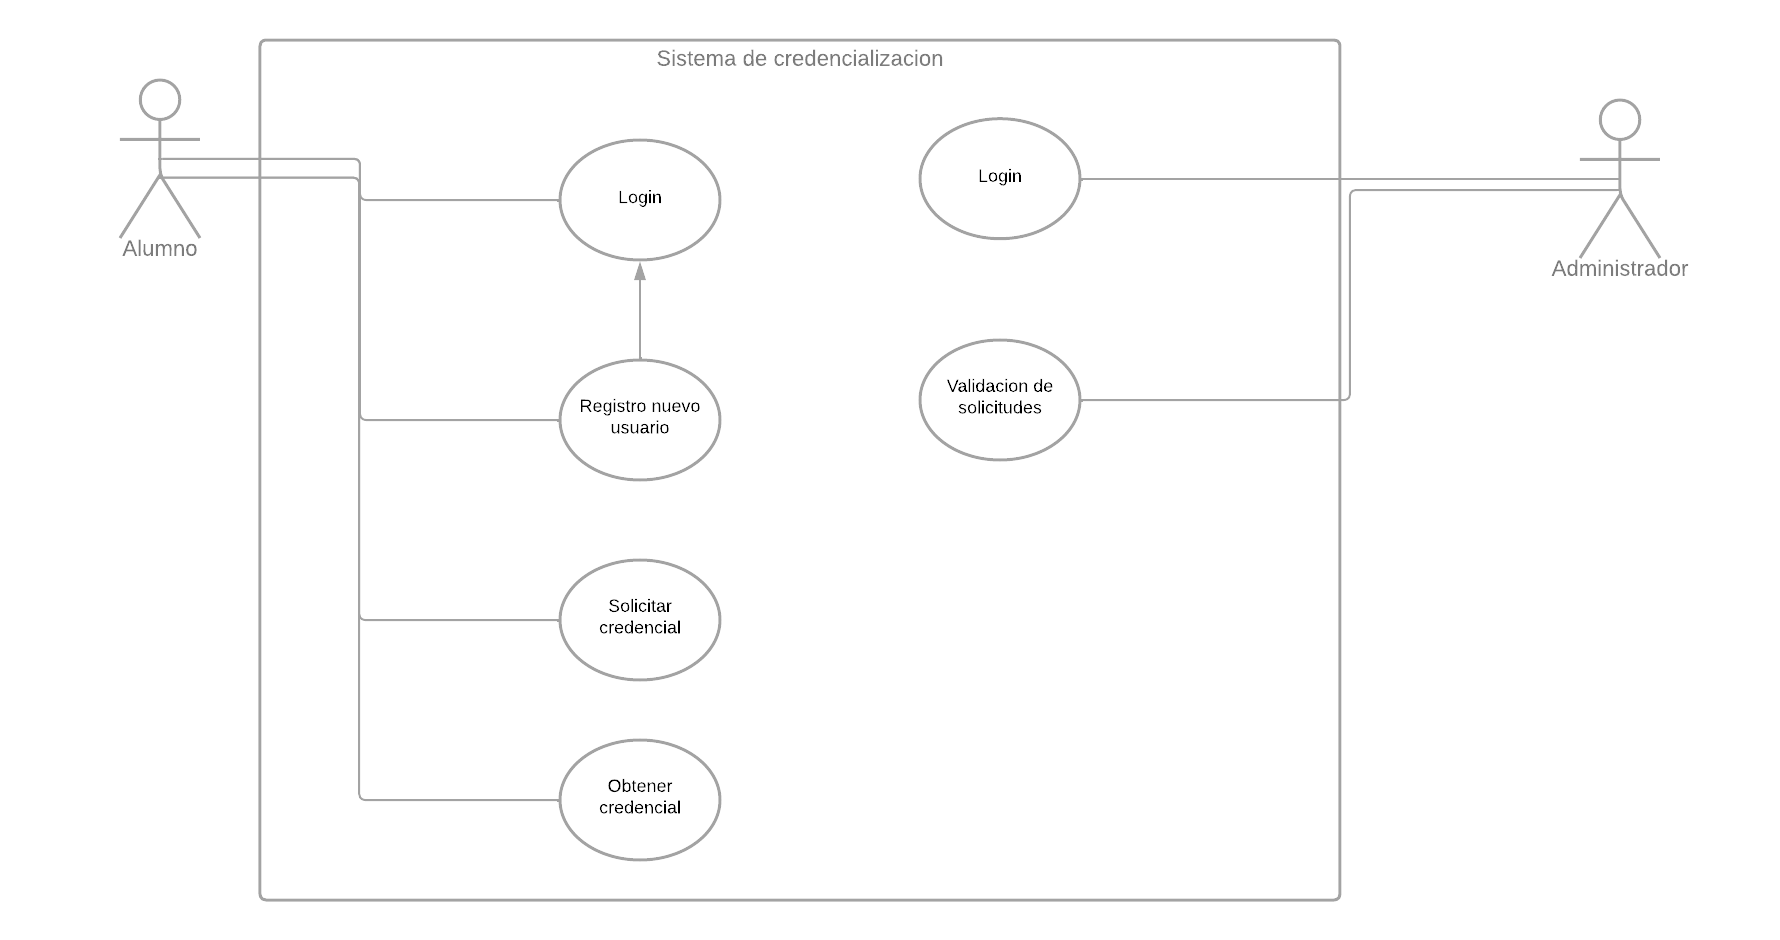 Sistema de credencializacion
Alumno
Login
Registro nuevo
usuario
Solicitar
credencial
Obtener
credencial
Login
Validacion de
solicitudes
Administrador